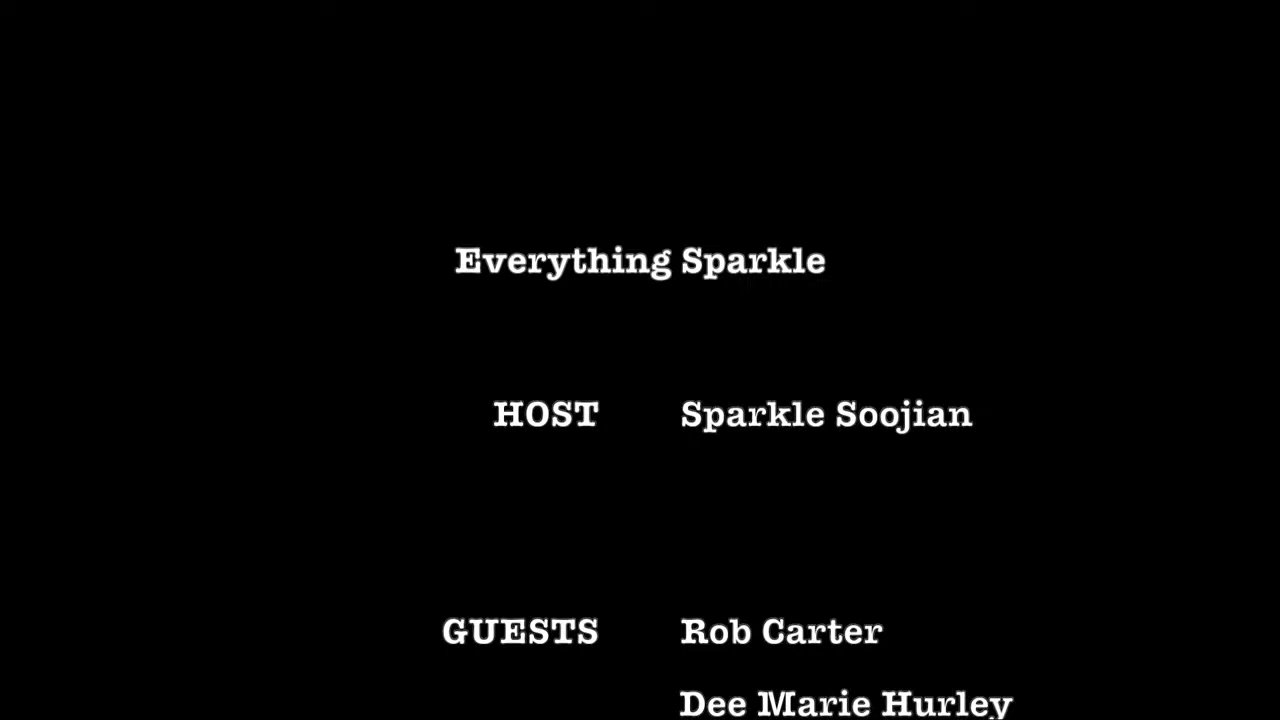 Everything Sparkle
HOST Sparkle Soojian
GUESTS Rob Carter
Dee Marie Hurley